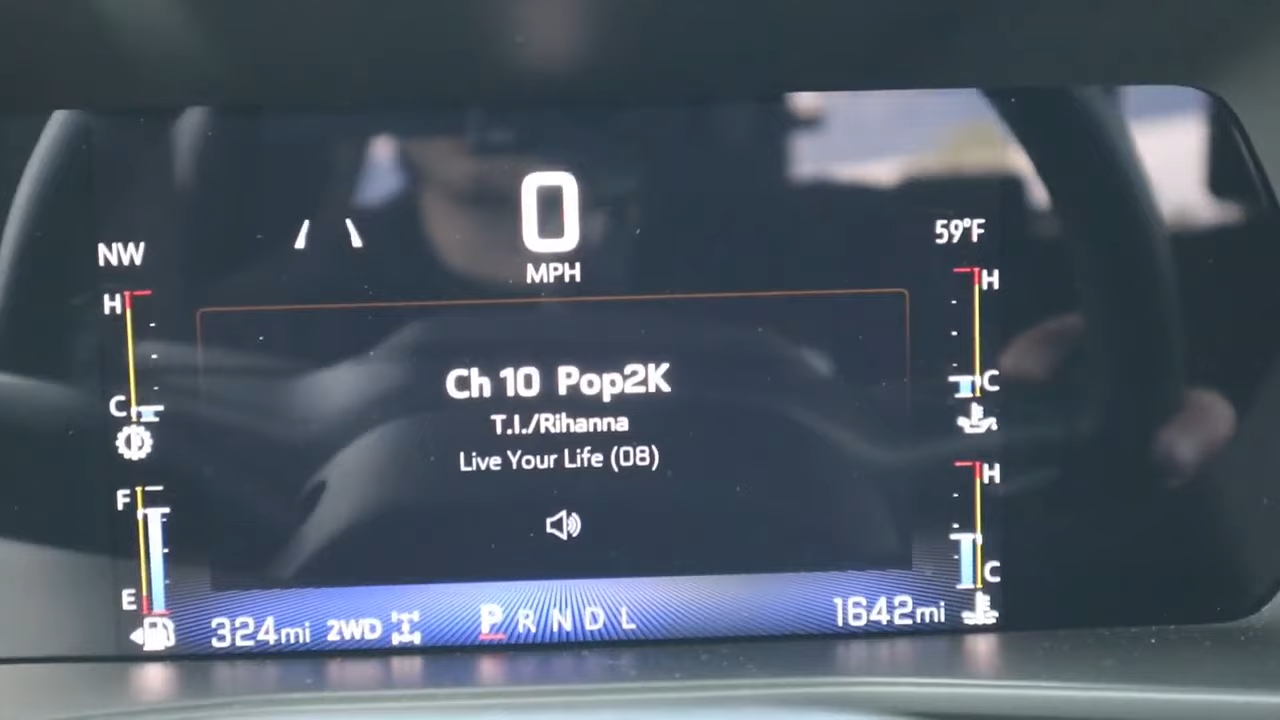 0
MPH
NW
59°F
H
C
H
C
Ch 10 Pop2K
T.I./Rihanna
Live Your Life (08)
F
E
H
C
324mi 2WD P R N D L 1642mi